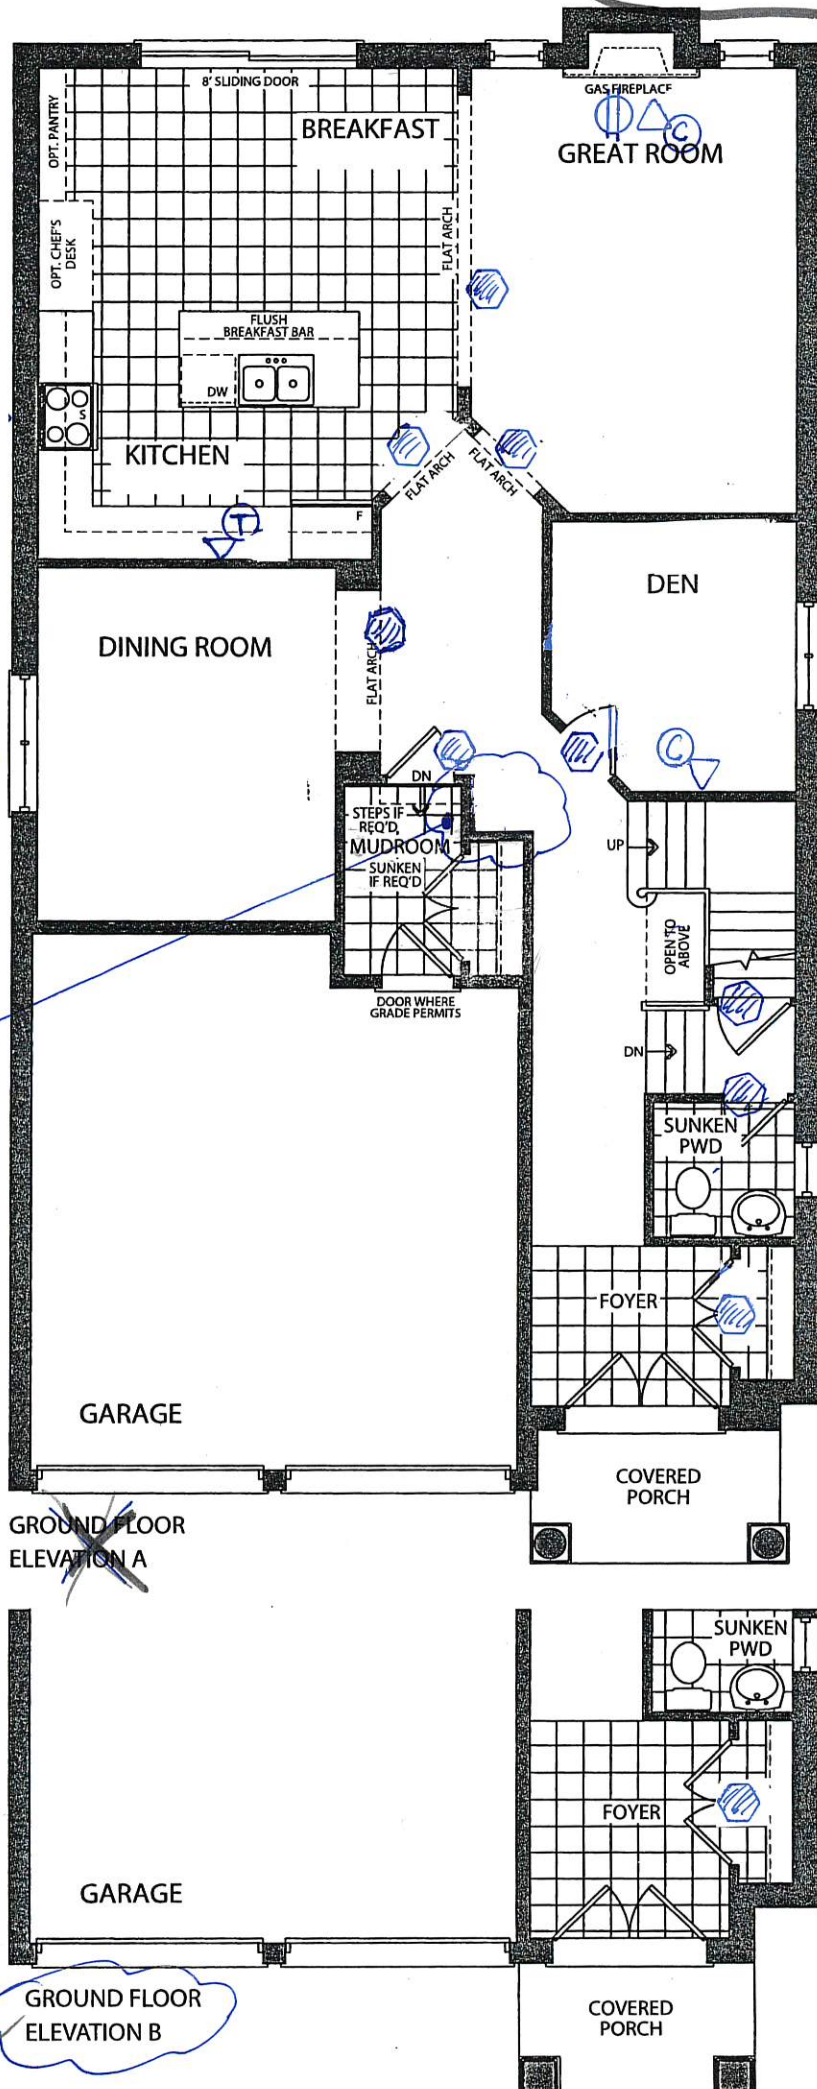 8' SLIDING DOOR
OPT. PANTRY
BREAKFAST
GAS FIREPLACE
C
GREAT ROOM
OPT. CHEF'S
DESK
FLAT ARCH
FLUSH
BREAKFAST BAR
DW
S
KITCHEN
FLAT ARCH
FLAT ARCH
F
T
DEN
DINING ROOM
FLAT ARCH
C
DN
STEPS IF
REQ'D
MUDROOM
SUNKEN
IF REQ'D
UP
OPEN TO
ABOVE
DOOR WHERE
GRADE PERMITS
DN
SUNKEN
PWD
FOYER
GARAGE
COVERED
PORCH
GROUND FLOOR
ELEVATION A
SUNKEN
PWD
FOYER
GARAGE
GROUND FLOOR
ELEVATION B
COVERED
PORCH